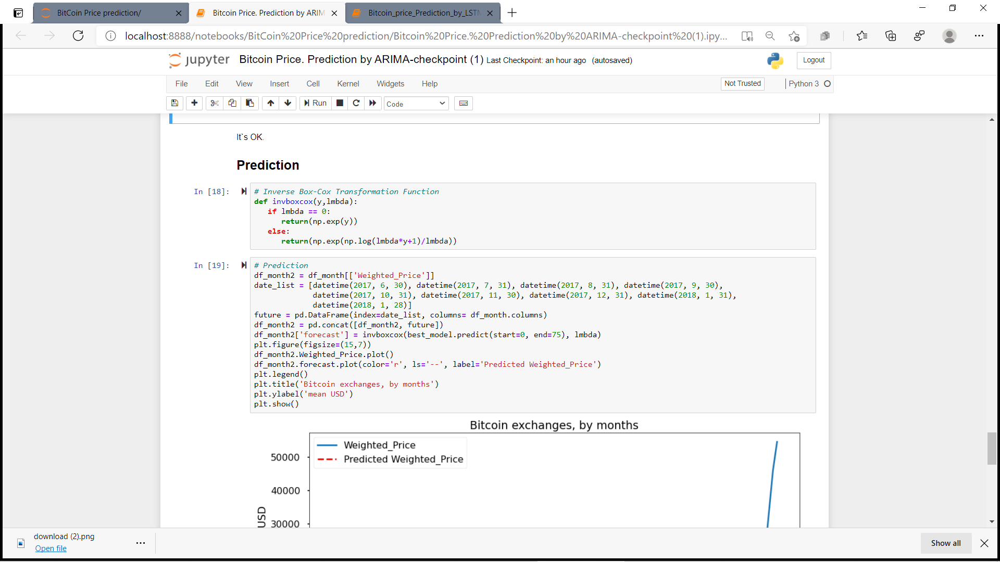 BitCoin Price prediction/
Bitcoin Price. Prediction by ARIM
Bitcoin_price_Prediction_by_LST
localhost:8888/notebooks/BitCoin%20Price%20prediction/Bitcoin%20Price.%20Prediction%20by%20ARIMA-checkpoint%20(1).ipy...
jupyter Bitcoin Price. Prediction by ARIMA-checkpoint (1) Last Checkpoint: an hour ago (autosaved)
Logout
File Edit View Insert Cell Kernel Widgets Help
Not Trusted
Python 3
Run
Code
It`s OK.
Prediction
In [18]:
# Inverse Box-Cox Transformation Function
def invboxcox(y,lmbda):
if lmbda == 0:
return(np.exp(y))
else:
return(np.exp(np.log(lmbda*y+1)/lmbda))
In [19]:
# Prediction
df_month2 = df_month[['Weighted_Price']]
date_list = [datetime(2017, 6, 30), datetime(2017, 7, 31), datetime(2017, 8, 31), datetime(2017, 9, 30),
datetime(2017, 10, 31), datetime(2017, 11, 30), datetime(2017, 12, 31), datetime(2018, 1, 31),
datetime(2018, 1, 28)]
future = pd.DataFrame(index=date_list, columns= df_month.columns)
df_month2 = pd.concat([df_month2, future])
df_month2['forecast'] = invboxcox(best_model.predict(start=0, end=75), lmbda)
plt.figure(figsize=(15,7))
df_month2.Weighted_Price.plot()
df_month2.forecast.plot(color='r', ls='--', label='Predicted Weighted_Price')
plt.legend()
plt.title('Bitcoin exchanges, by months')
plt.ylabel('mean USD')
plt.show()
Bitcoin exchanges, by months
Weighted_Price
Predicted Weighted_Price
50000
40000
30000
USD
download (2).png
Open file
Show all